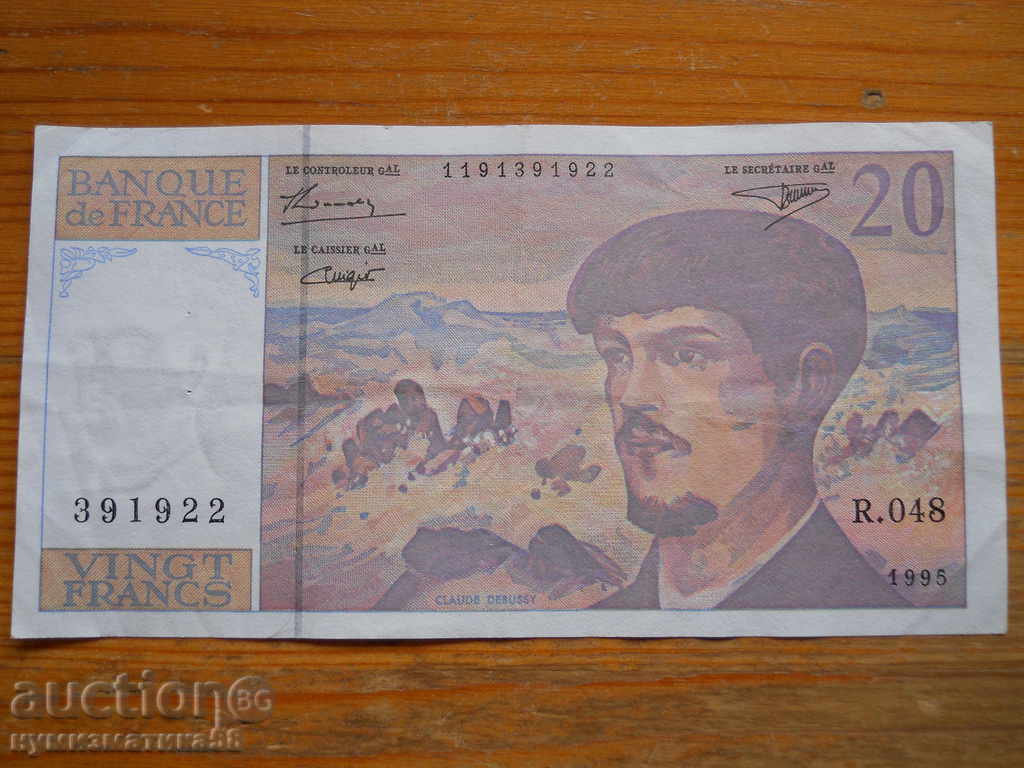 BANQUE
de FRANCE
LE CONTROLEUR GAL
1191391922
LE SECRÉTAIRE GAL
20
LE CAISSIER GAL
391922
R.048
VINGT
FRANCS
1995
CLAUDE DEBUSSY
auction BG
нумизматика88